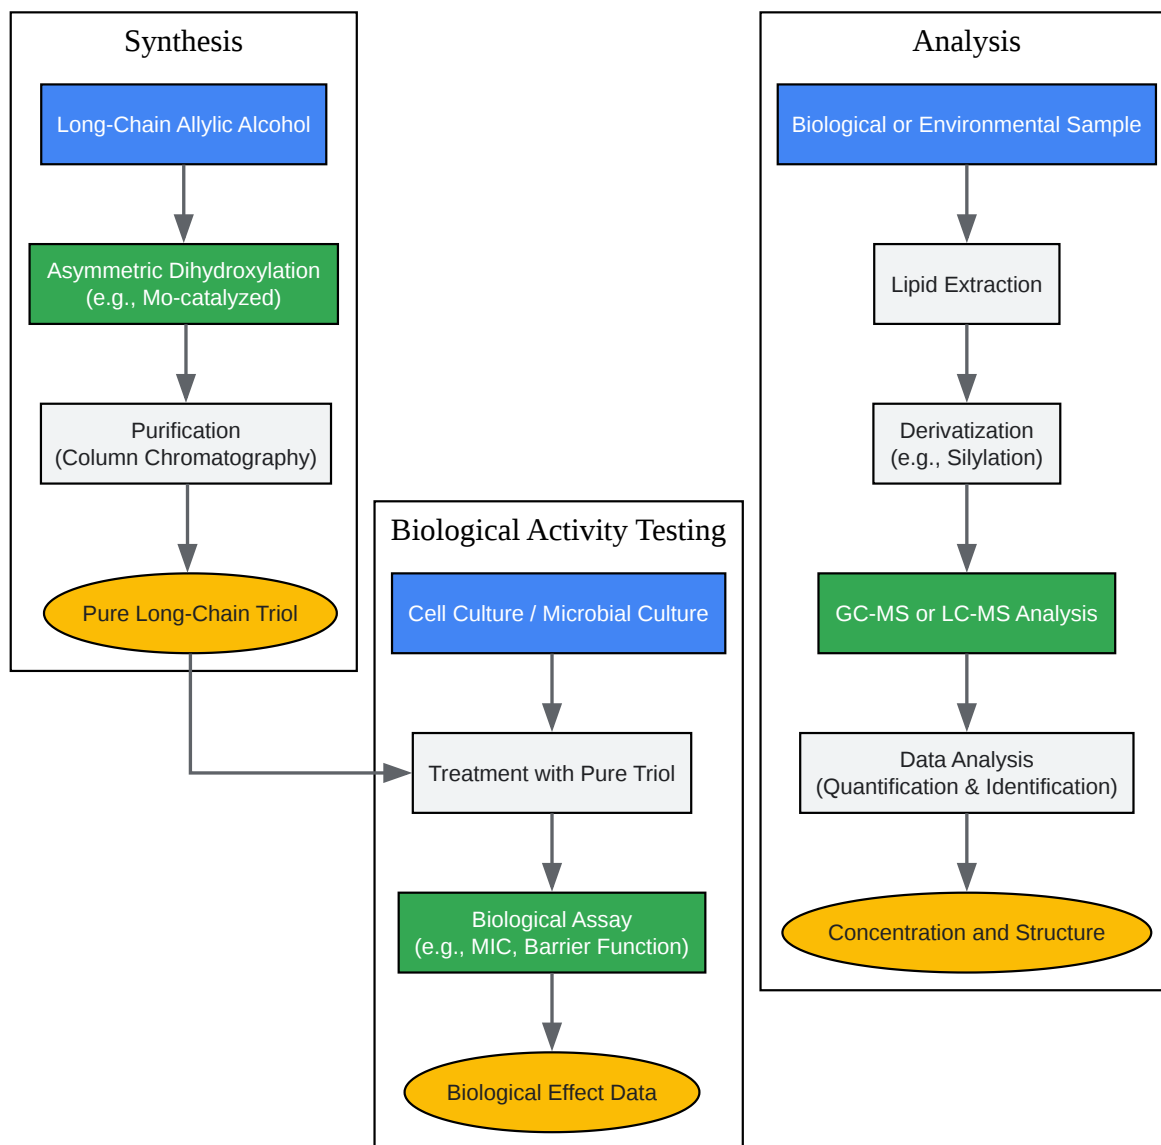 Synthesis
Long-Chain Allylic Alcohol
Asymmetric Dihydroxylation
(e.g., Mo-catalyzed)
Purification
(Column Chromatography)
Pure Long-Chain Triol
Biological Activity Testing
Cell Culture / Microbial Culture
Treatment with Pure Triol
Biological Assay
(e.g., MIC, Barrier Function)
Biological Effect Data
Analysis
Biological or Environmental Sample
Lipid Extraction
Derivatization
(e.g., Silylation)
GC-MS or LC-MS Analysis
Data Analysis
(Quantification & Identification)
Concentration and Structure